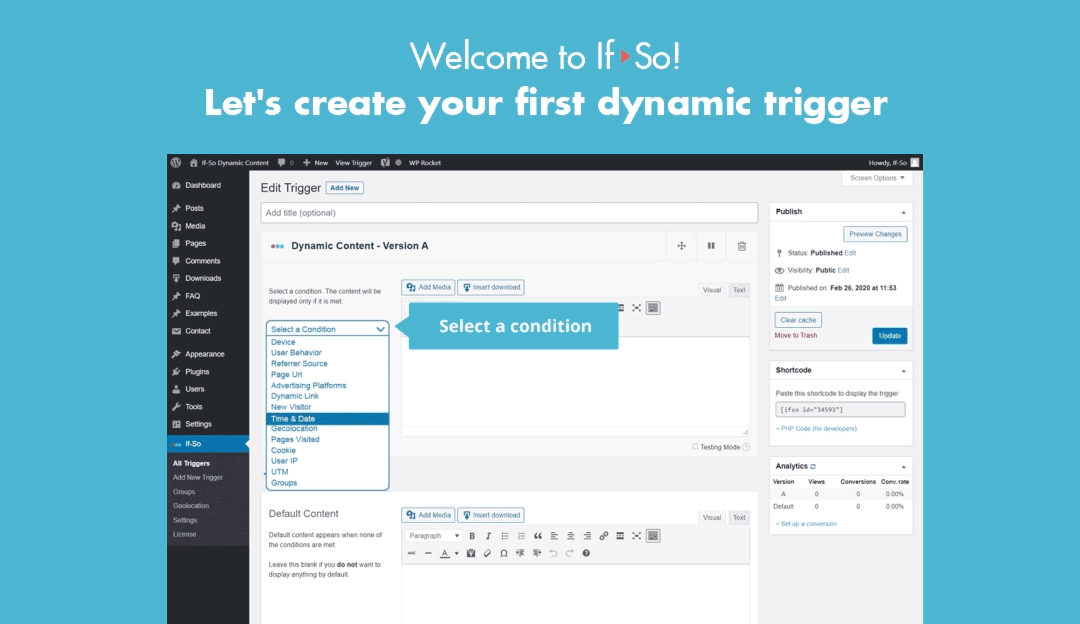 Welcome to If So!
Let's create your first dynamic trigger
If-So Dynamic Content 0 New View Trigger WP Rocket Howdy, If-So
Screen Options
Dashboard
Posts
Media
Pages
Comments
Downloads
FAQ
Examples
Contact
Appearance
Plugins
Users
Tools
Settings
If-So
All Triggers
Add New Trigger
Groups
Geolocation
Settings
License
Edit Trigger Add New
Add title (optional)
Dynamic Content - Version A
Select a condition. The content will be
displayed only if it is met.
Select a Condition
Device
User Behavior
Referrer Source
Page Url
Advertising Platforms
Dynamic Link
New Visitor
Time & Date
Geolocation
Pages Visited
Cookie
User IP
UTM
Groups
Add Media Insert download
Visual Text
Select a condition
Testing Mode ?
Default Content
Default content appears when none of
the conditions are met.
Leave this blank if you do not want to
display anything by default.
Add Media Insert download
Visual Text
Paragraph B I
ABC A Ω ?
Publish
Preview Changes
Status: Published Edit
Visibility: Public Edit
Published on: Feb 26, 2020 at 11:53
Edit
Clear cache
Move to Trash Update
Shortcode
Paste this shortcode to display the trigger
[ifso id="34593"]
~PHP Code (for developers)
Analytics
Version Views Conversions Conv. rate
A 0 0 0.00%
Default 0 0 0.00%
~Set up a conversion